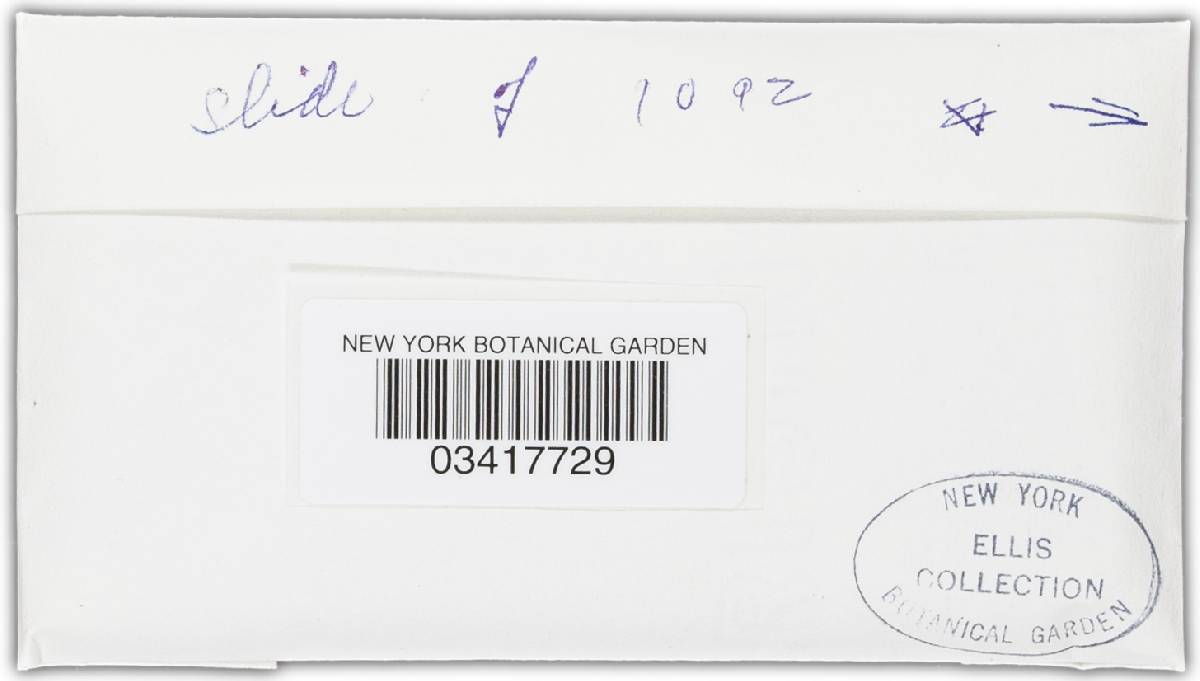 slide of 1092
NEW YORK BOTANICAL GARDEN
03417729
NEW YORK
ELLIS
COLLECTION
BOTANICAL GARDEN